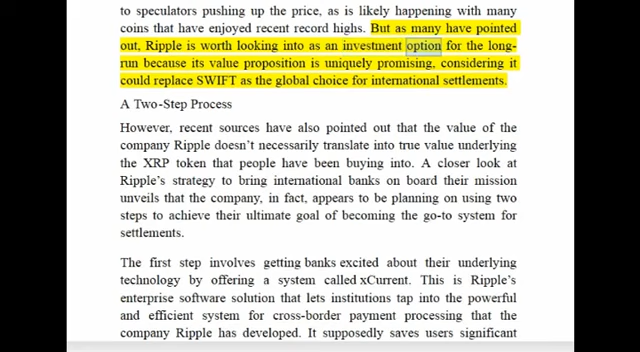 to speculators pushing up the price, as is likely happening with many
coins that have enjoyed recent record highs. But as many have pointed
out, Ripple is worth looking into as an investment option for the long-
run because its value proposition is uniquely promising, considering it
could replace SWIFT as the global choice for international settlements.
A Two-Step Process
However, recent sources have also pointed out that the value of the
company Ripple doesn't necessarily translate into true value underlying
the XRP token that people have been buying into. A closer look at
Ripple's strategy to bring international banks on board their mission
unveils that the company, in fact, appears to be planning on using two
steps to achieve their ultimate goal of becoming the go-to system for
settlements.
The first step involves getting banks excited about their underlying
technology by offering a system called xCurrent. This is Ripple's
enterprise software solution that lets institutions tap into the powerful
and efficient system for cross-border payment processing that the
company Ripple has developed. It supposedly saves users significant